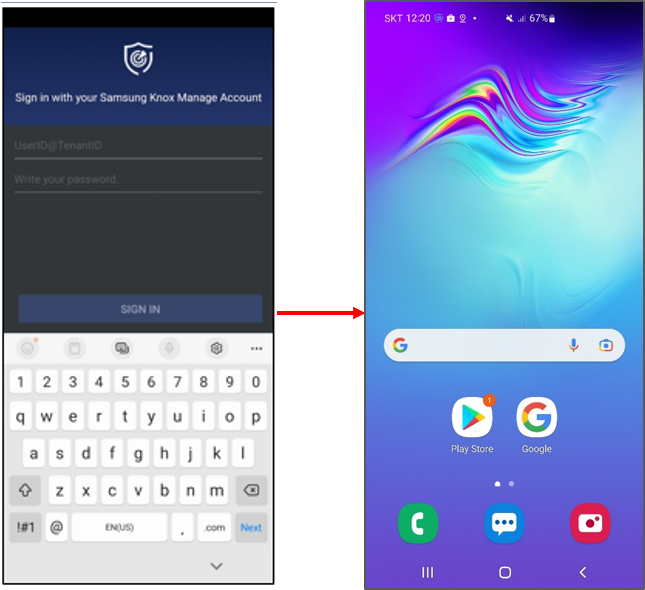 Sign in with your Samsung Knox Manage Account
UserID@TenantID
Write your password.
SIGN IN
1 2 3 4 5 6 7 8 9 0
q w e r t y u i o p
a s d f g h j k l
z x c v b n m
!#1 @ EN(US) . .com Next
SKT 12:20 67%
G
1
G
Play Store Google